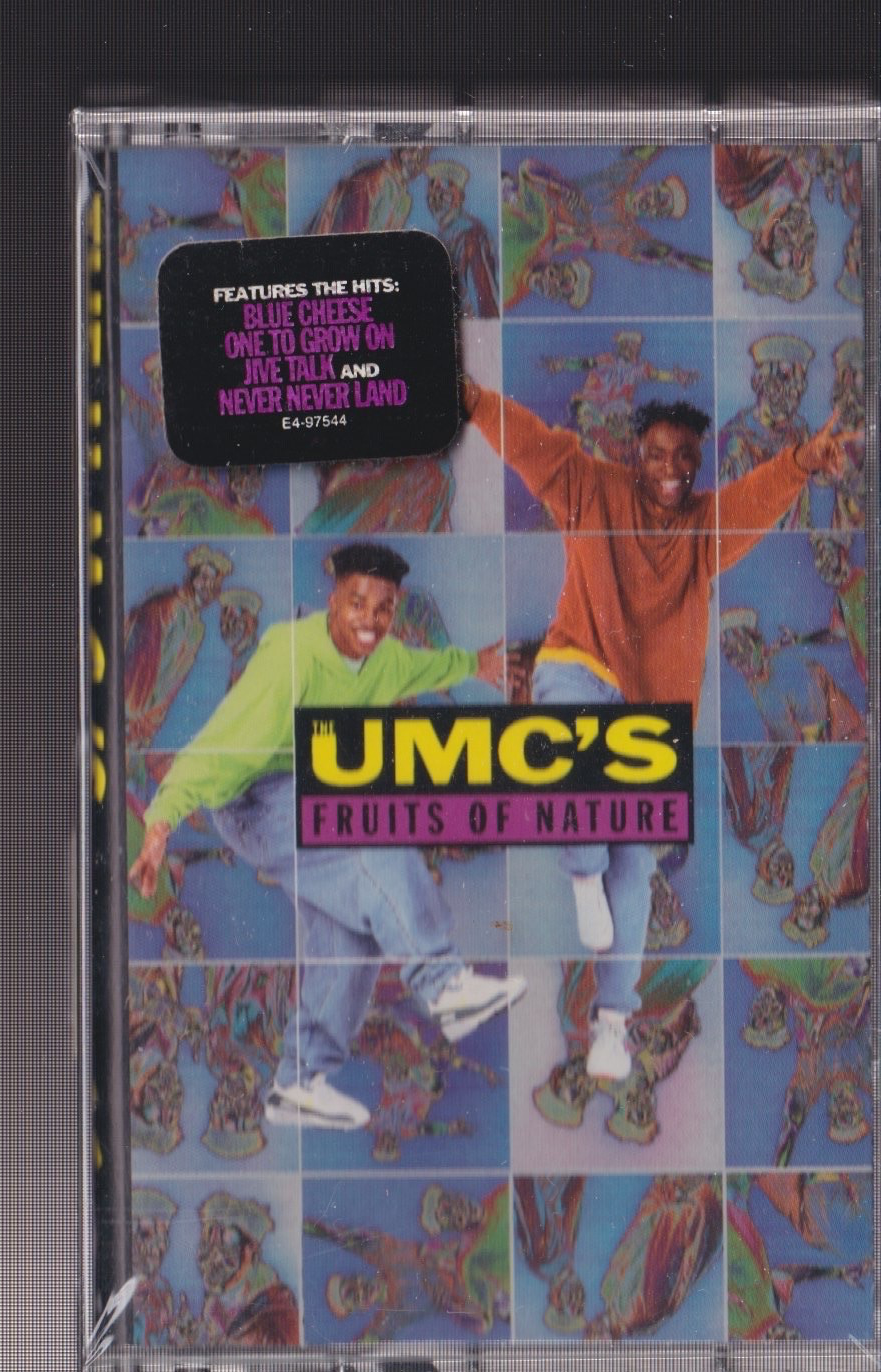 FEATURES THE HITS:
BLUE CHEESE
ONE TO GROW ON
JIVE TALK AND
NEVER NEVER LAND
E4-97544
THE
UMC'S
FRUITS OF NATURE